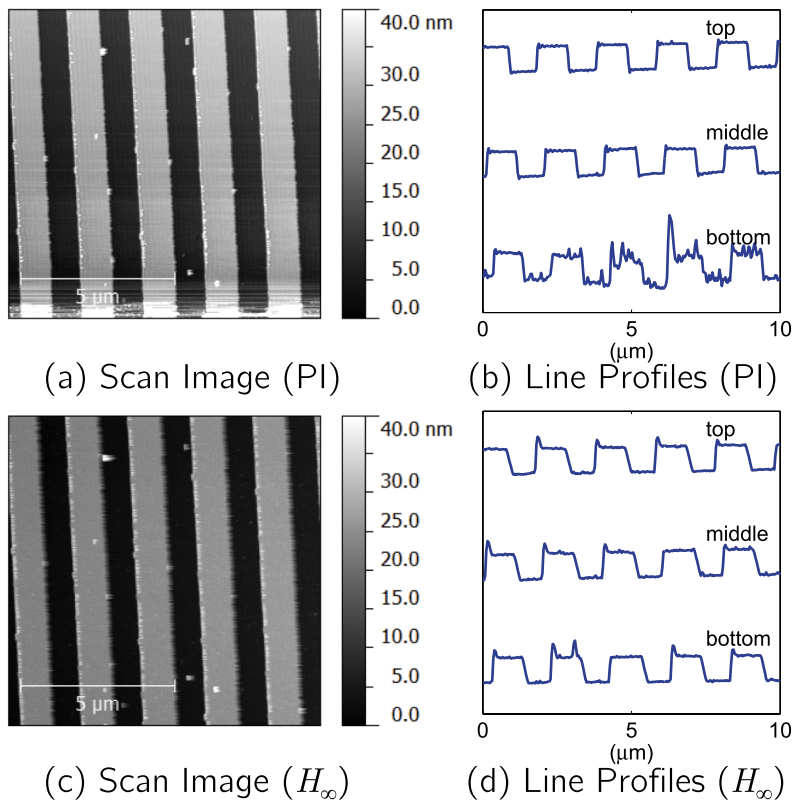 40.0 nm
30.0
25.0
20.0
15.0
10.0
5.0
0.0
5 µm
top
middle
bottom
0 5 10
(µm)
(a) Scan Image (PI)
(b) Line Profiles (PI)
40.0 nm
30.0
25.0
20.0
15.0
10.0
5.0
0.0
5 µm
top
middle
bottom
0 5 10
(µm)
(c) Scan Image (H∞)
(d) Line Profiles (H∞)